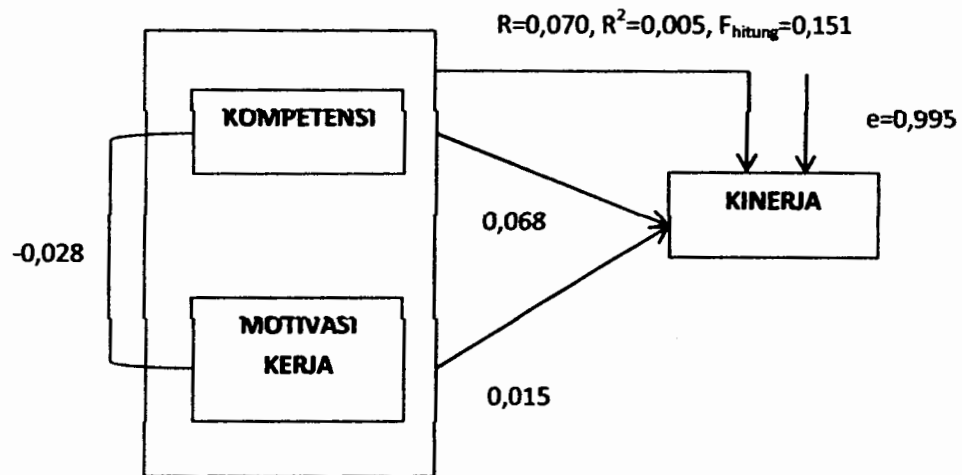 R=0,070, R²=0,005, Fhitung=0,151
KOMPETENSI
e=0,995
KINERJA
0,068
-0,028
MOTIVASI
KERJA
0,015